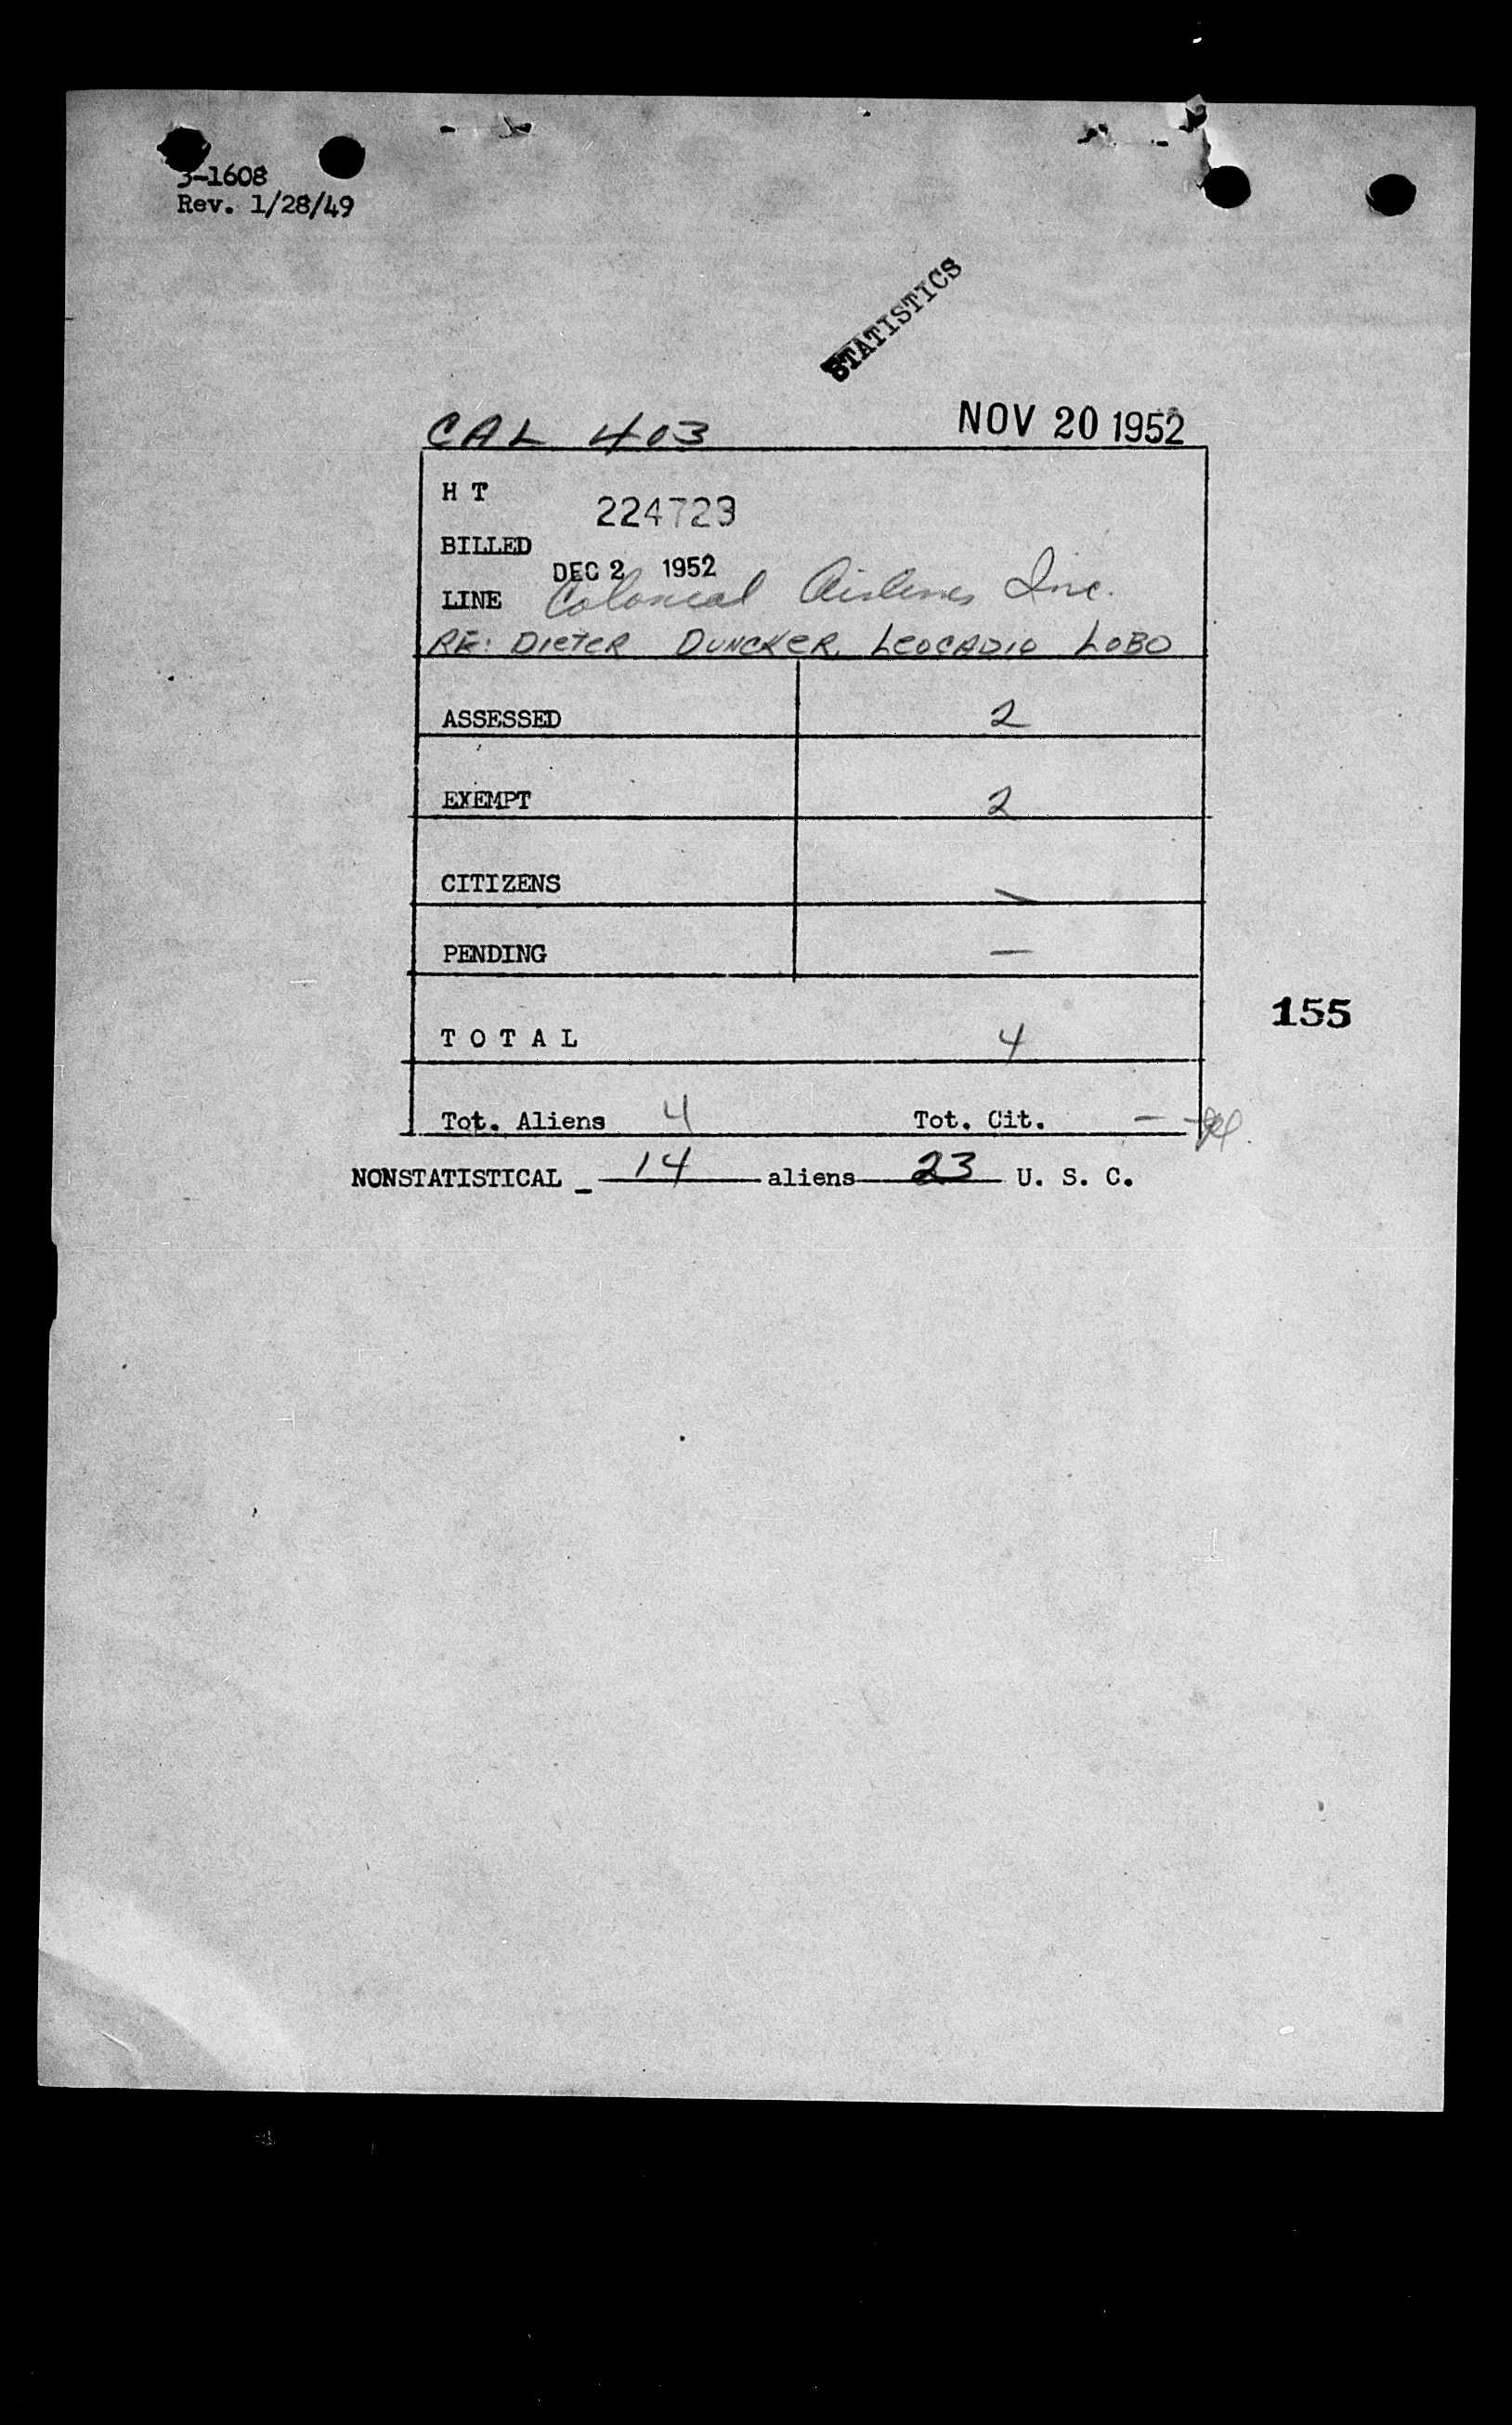 3-1608
Rev. 1/28/49
STATISTICS
CAL 403 NOV 20 1952
H T
224723
BILLED
DEC 2 1952
LINE Colonial Airlines Inc.
RE: DIETER DUNCKER, LEOCADIO LOBO
ASSESSED 2
EXEMPT 2
CITIZENS —
PENDING —
155
T O T A L 4
Tot. Aliens 4 Tot. Cit. —
NONSTATISTICAL - 14 aliens 23 U. S. C.